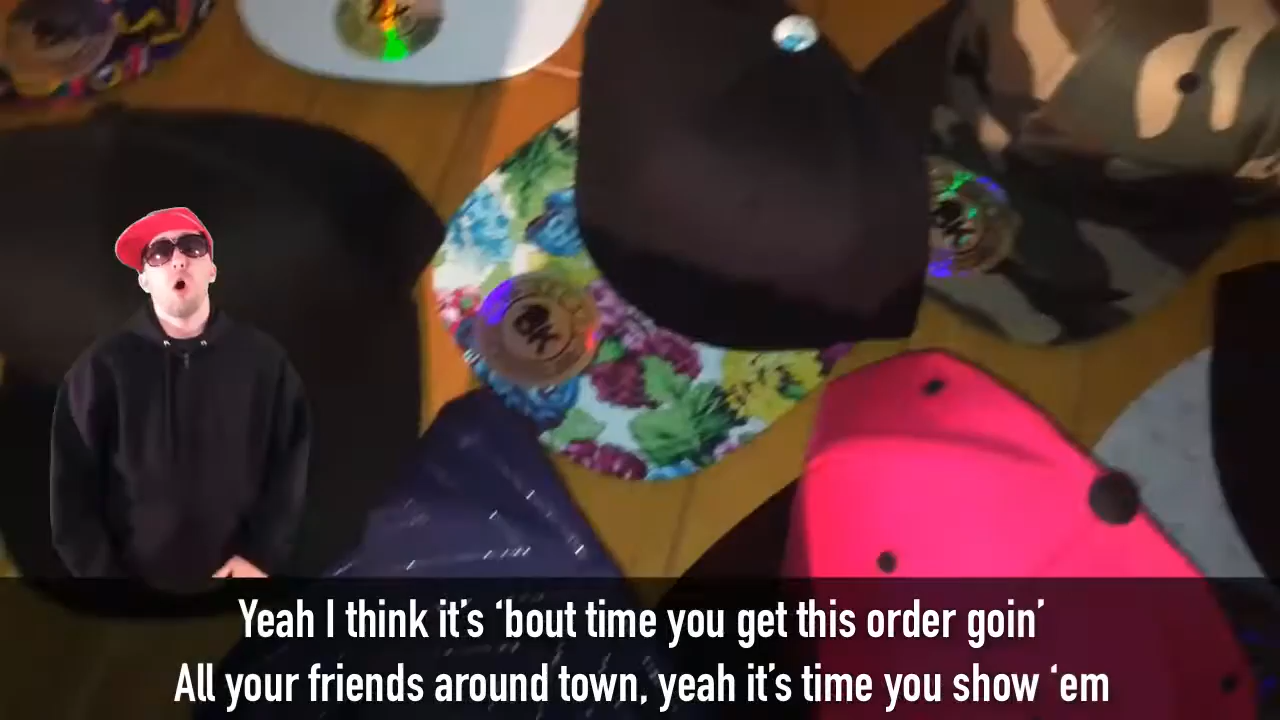 BK
Yeah I think it's ‘bout time you get this order goin’
All your friends around town, yeah it's time you show ‘em